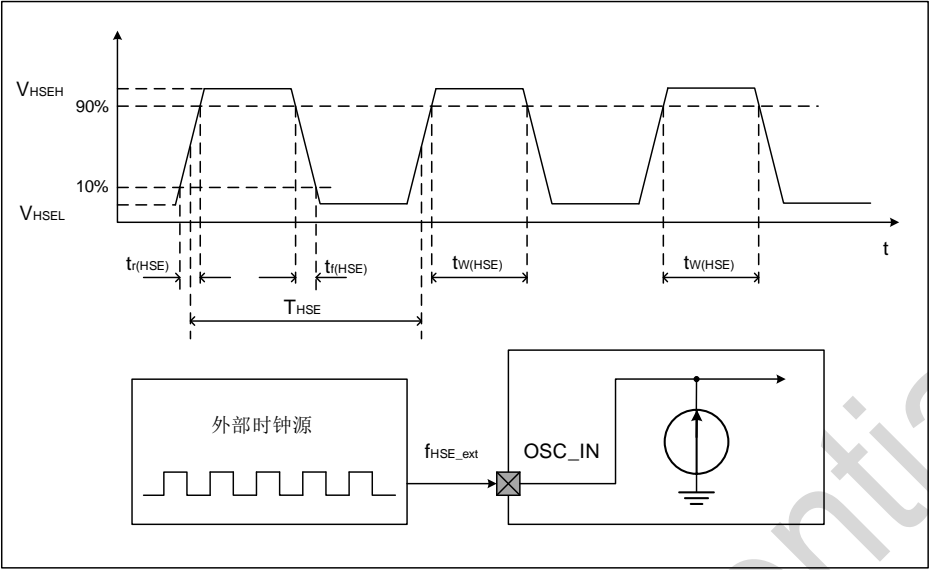 VHSEH
90%
10%
VHSEL
t
tr(HSE)
tf(HSE)
tW(HSE)
tW(HSE)
THSE
外部时钟源
fHSE_ext
OSC_IN